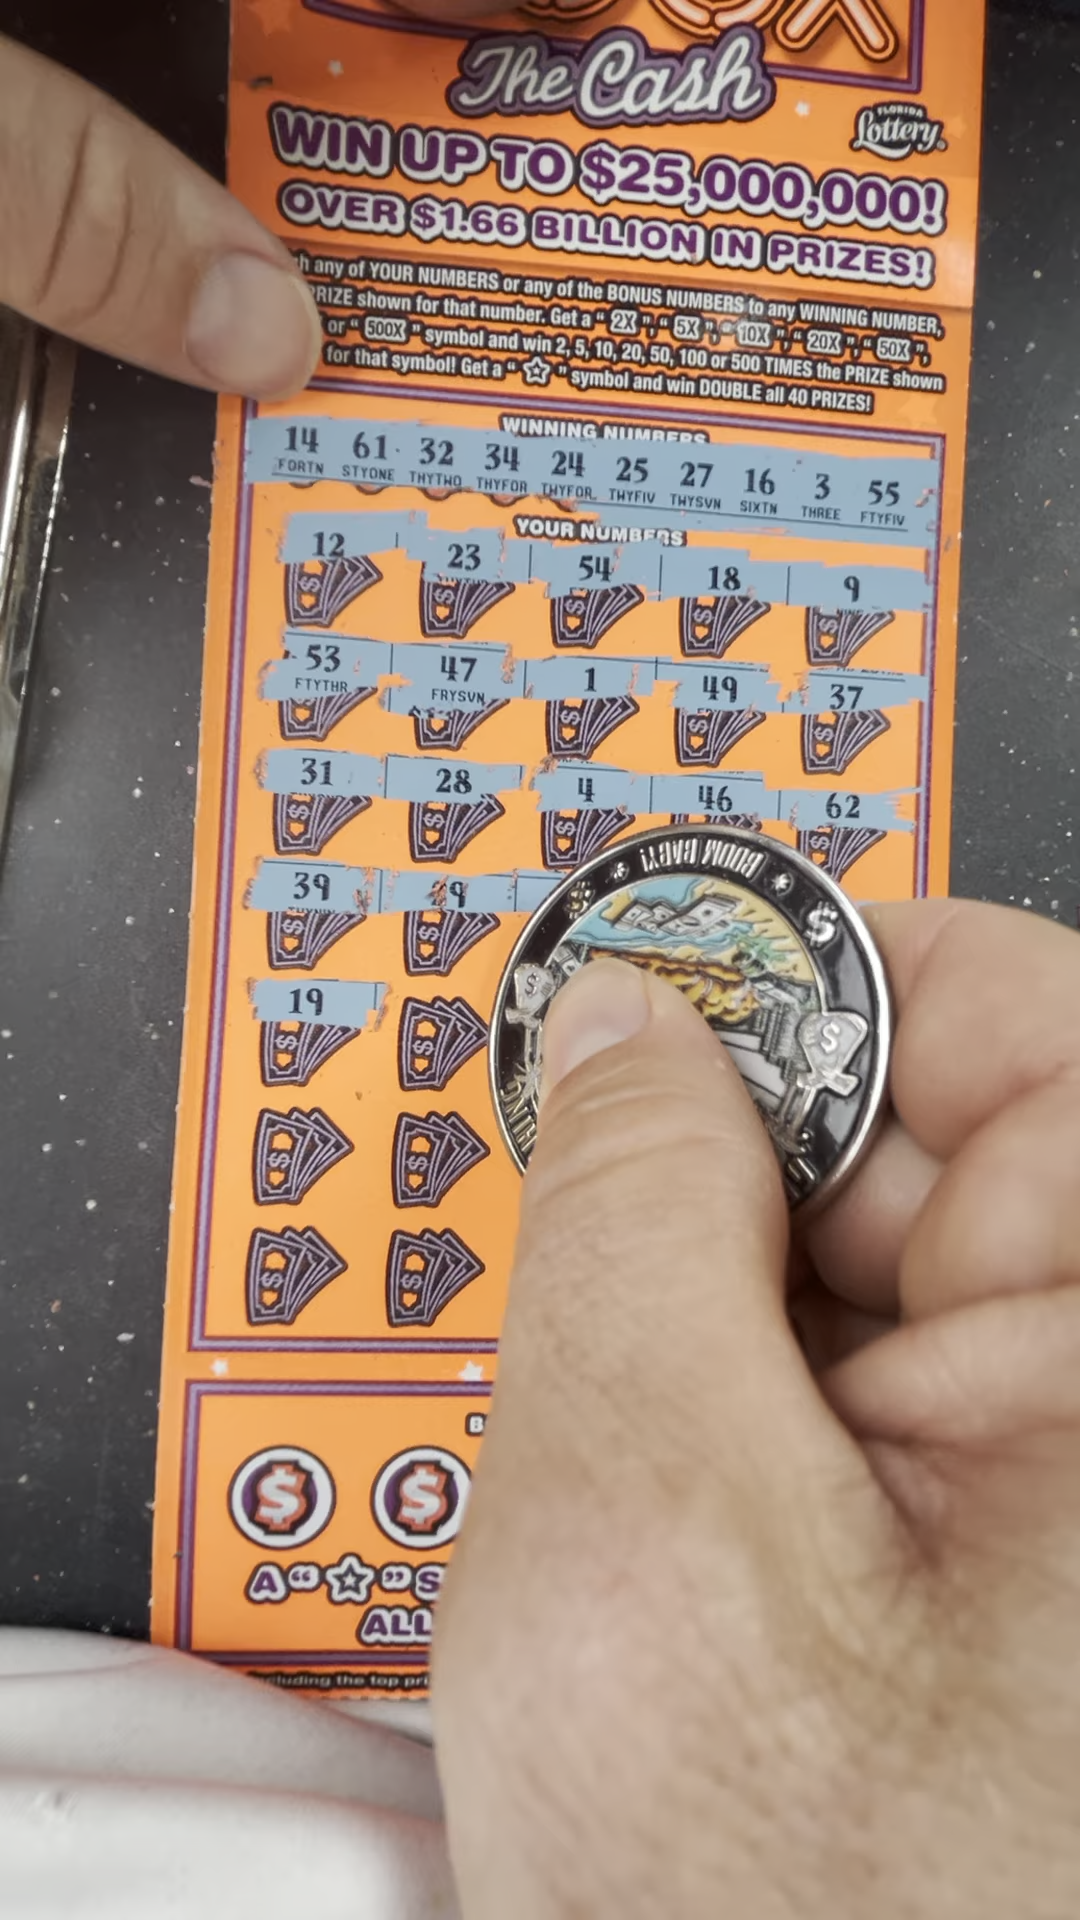 The Cash
FLORIDA
Lottery
WIN UP TO $25,000,000!
OVER $1.66 BILLION IN PRIZES!
any of YOUR NUMBERS or any of the BONUS NUMBERS to any WINNING NUMBER,
PRIZE shown for that number. Get a " 2X ", " 5X ", " 10X ", " 20X ", " 50X ",
or " 500X " symbol and win 2, 5, 10, 20, 50, 100 or 500 TIMES the PRIZE shown
for that symbol! Get a " ☆ " symbol and win DOUBLE all 40 PRIZES!
WINNING NUMBERS
14 61 32 34 24 25 27 16 3 55
FORTN STYONE THYTHO THYFOR THYFOR THYFIV THYSVN SIXTN THREE FTYFIV
YOUR NUMBERS
12 23 54 18 9
53 47 1 49 37
FTYTHR FRYSVN
31 28 4 46 62
39
19
BOOM BABY!
A "☆" S
ALL